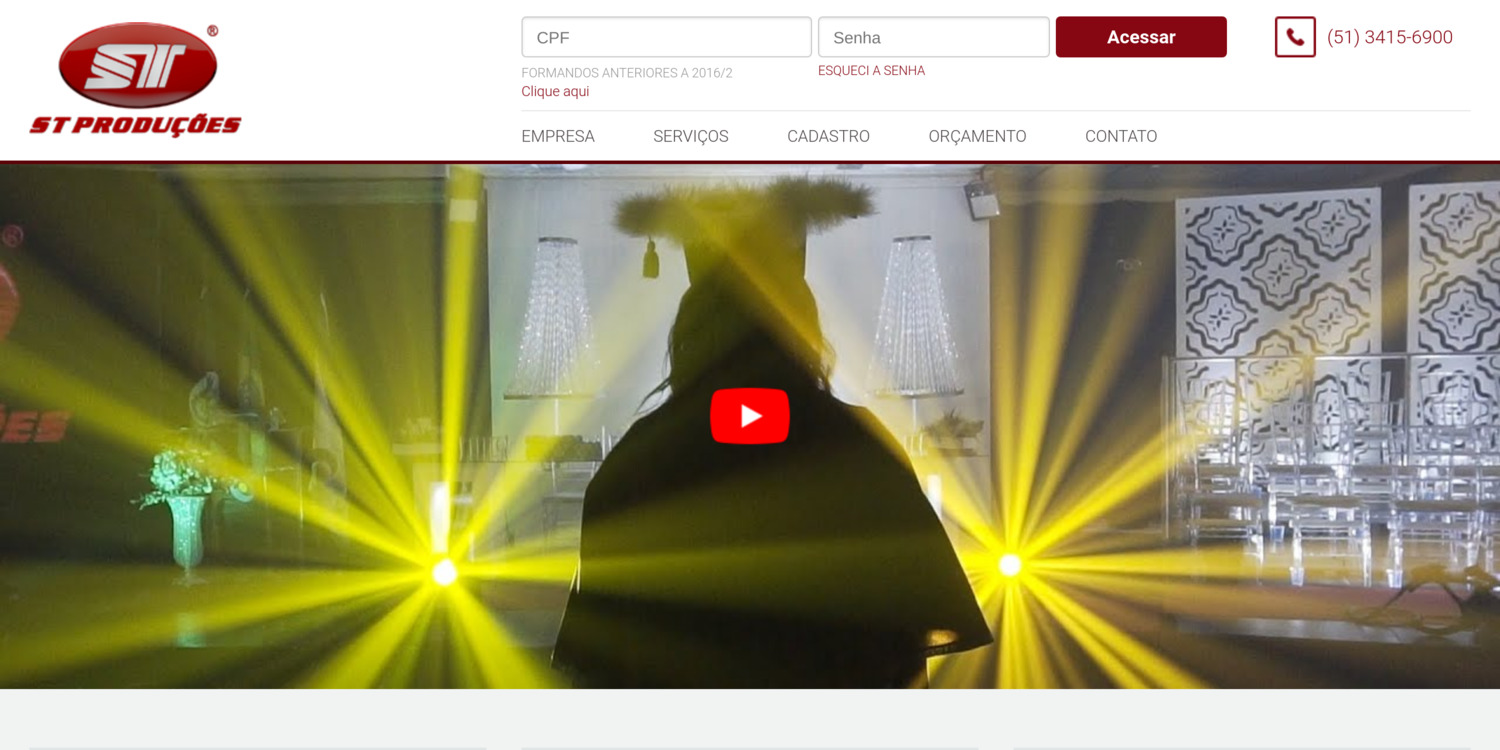 ST
®
ST PRODUÇÕES
CPF
Senha
Acessar
(51) 3415-6900
FORMANDOS ANTERIORES A 2016/2
Clique aqui
ESQUECI A SENHA
EMPRESA
SERVIÇOS
CADASTRO
ORÇAMENTO
CONTATO
®
ÕES